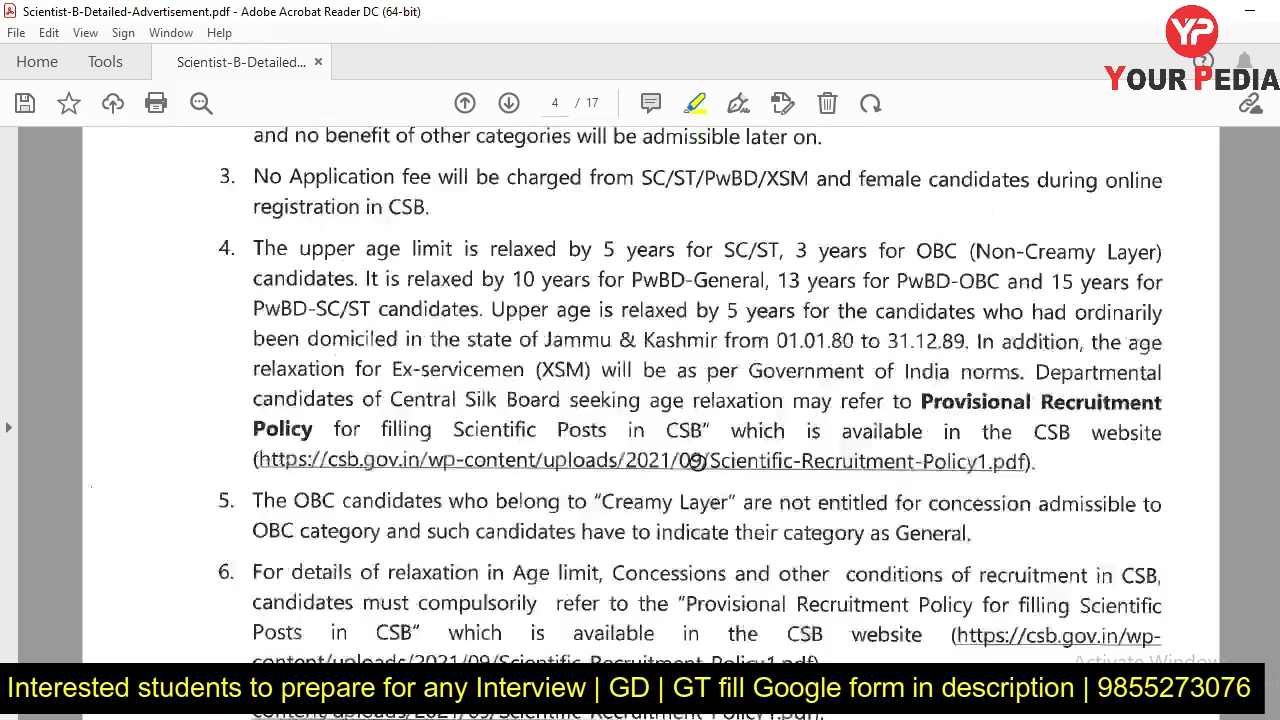 Scientist-B-Detailed-Advertisement.pdf - Adobe Acrobat Reader DC (64-bit)
File Edit View Sign Window Help
YP
YOUR PEDIA
Home Tools Scientist-B-Detailed... ×
4 / 17
and no benefit of other categories will be admissible later on.
3. No Application fee will be charged from SC/ST/PwBD/XSM and female candidates during online
registration in CSB.
4. The upper age limit is relaxed by 5 years for SC/ST, 3 years for OBC (Non-Creamy Layer)
candidates. It is relaxed by 10 years for PwBD-General, 13 years for PwBD-OBC and 15 years for
PwBD-SC/ST candidates. Upper age is relaxed by 5 years for the candidates who had ordinarily
been domiciled in the state of Jammu & Kashmir from 01.01.80 to 31.12.89. In addition, the age
relaxation for Ex-servicemen (XSM) will be as per Government of India norms. Departmental
candidates of Central Silk Board seeking age relaxation may refer to Provisional Recruitment
Policy for filling Scientific Posts in CSB" which is available in the CSB website
(https://csb.gov.in/wp-content/uploads/2021/09/Scientific-Recruitment-Policy1.pdf).
5. The OBC candidates who belong to "Creamy Layer" are not entitled for concession admissible to
OBC category and such candidates have to indicate their category as General.
6. For details of relaxation in Age limit, Concessions and other conditions of recruitment in CSB,
candidates must compulsorily refer to the "Provisional Recruitment Policy for filling Scientific
Posts in CSB" which is available in the CSB website (https://csb.gov.in/wp-
content/uploads/2021/09/Scientific-Recruitment-Policy1.pdf)
Interested students to prepare for any Interview | GD | GT fill Google form in description | 9855273076